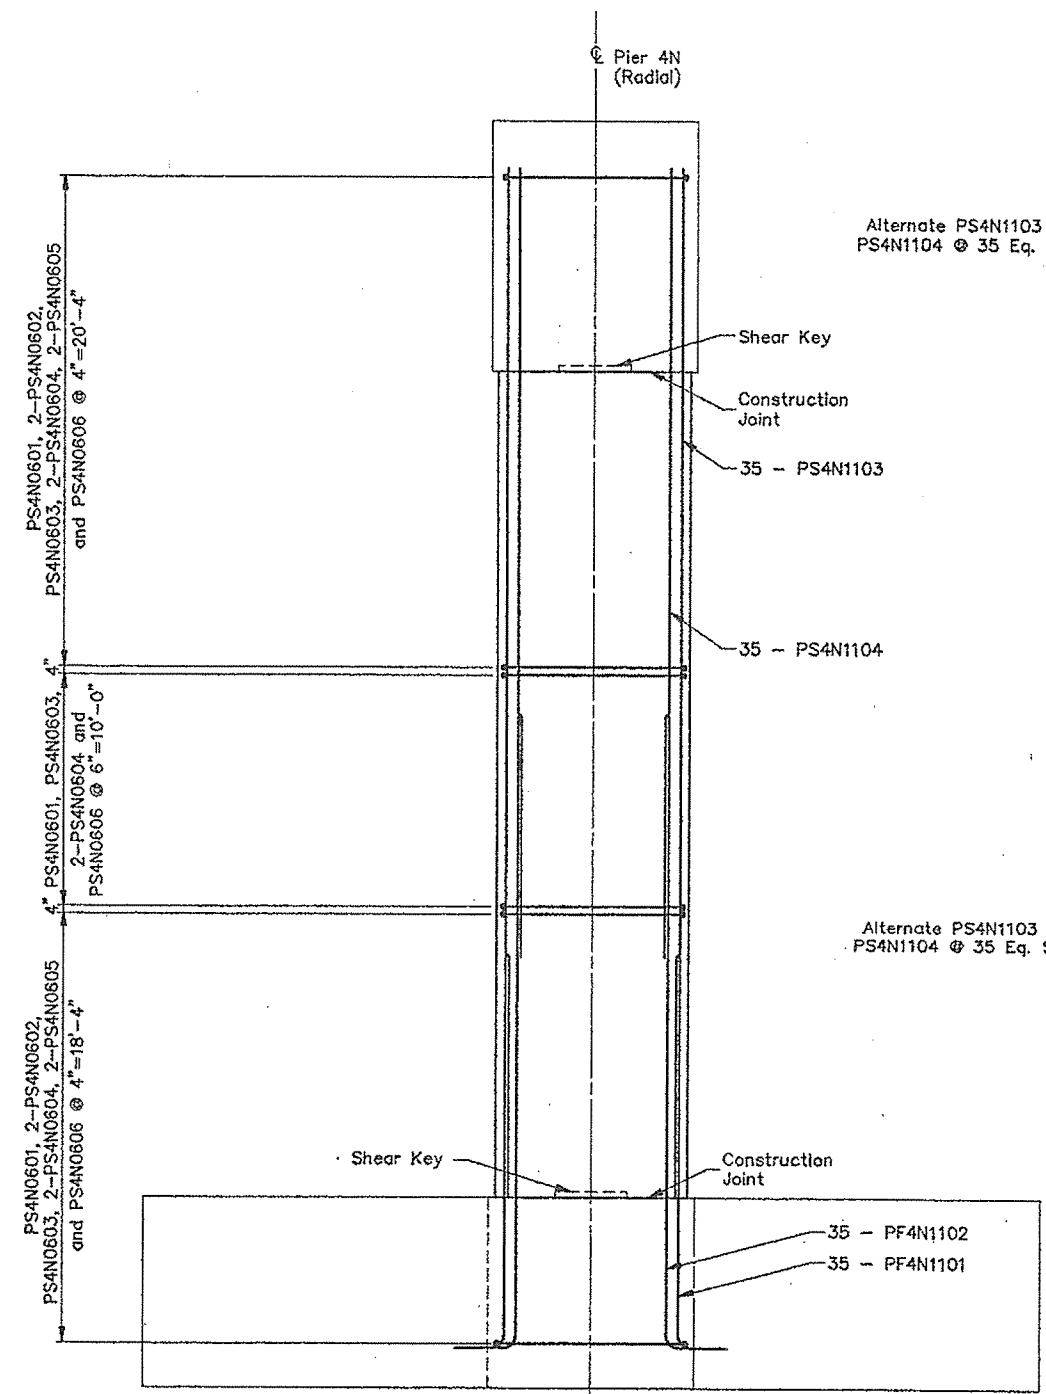 ℄ Pier 4N
(Radial)
Alternate PS4N1103
PS4N1104 @ 35 Eq.
PS4N0601, 2-PS4N0602,
PS4N0603, 2-PS4N0604, 2-PS4N0605
and PS4N0606 @ 4"=20'-4"
Shear Key
Construction
Joint
35 - PS4N1103
35 - PS4N1104
4"
PS4N0601, PS4N0603,
2-PS4N0604 and
PS4N0606 @ 6"=10'-0"
4"
Alternate PS4N1103
PS4N1104 @ 35 Eq. S
PS4N0601, 2-PS4N0602,
PS4N0603, 2-PS4N0604, 2-PS4N0605
and PS4N0606 @ 4"=18'-4"
Shear Key
Construction
Joint
35 - PF4N1102
35 - PF4N1101